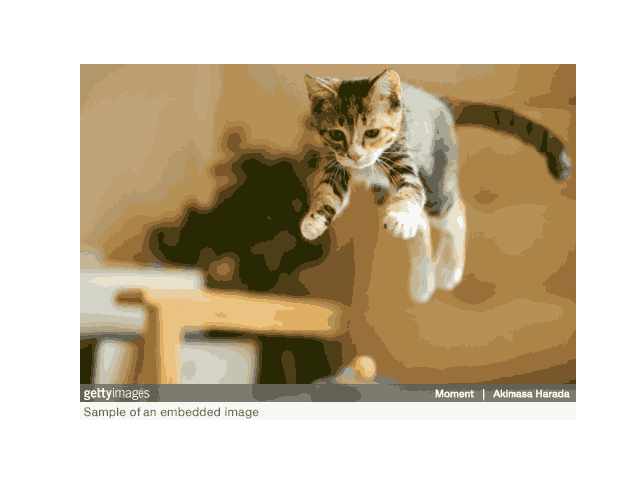 gettyimages
Moment | Akimasa Harada
Sample of an embedded image